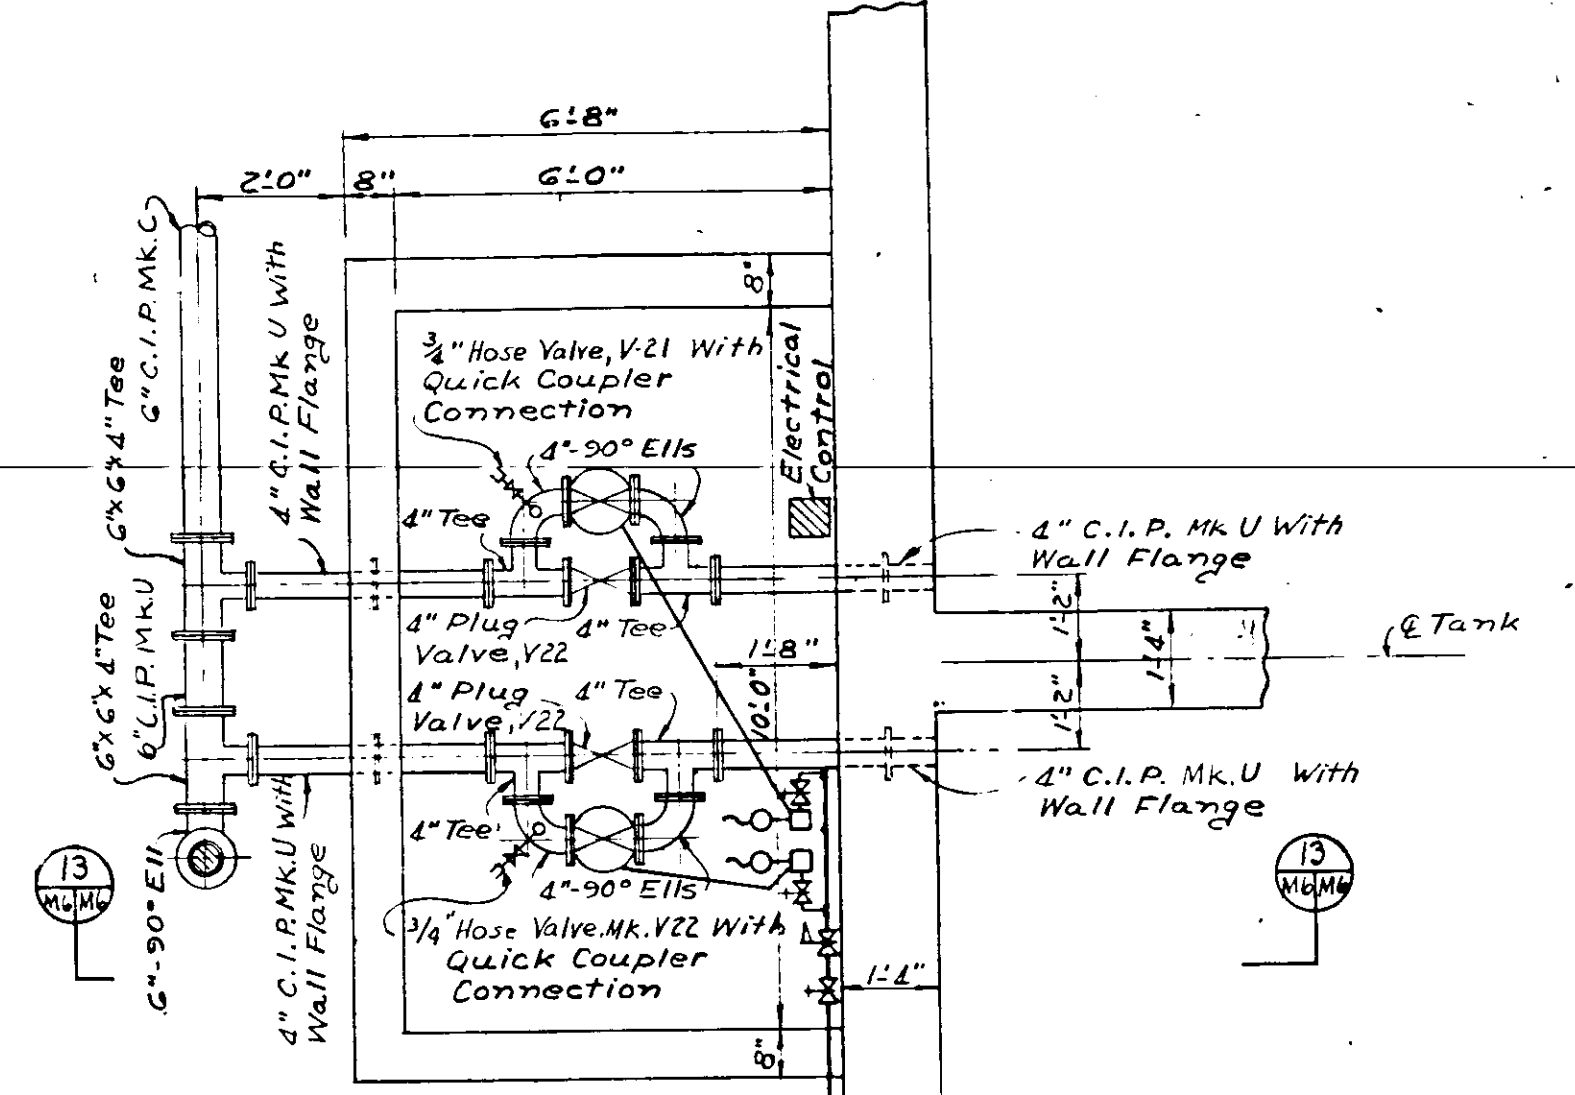 6'-8"
2'-0"
8"
6'-0"
6" C.I.P. MK. C
6"x6"x4" Tee
4" C.I.P. MK U With
Wall Flange
8"
3/4" Hose Valve, V-21 With
Quick Coupler
Connection
Electrical
Control
4"-90° Ells
4" Tee
4" C.I.P. Mk U With
Wall Flange
6" C.I.P. MK.U
6"x6"x4" Tee
4" Plug
Valve, V22
4" Tee
1'-2"
1'-4"
℄ Tank
1'-8"
4" Plug
Valve, V22
4" Tee
10'-0"
1'-2"
4" C.I.P. Mk. U With
Wall Flange
4" Tee
6"-90° Ell
4" C.I.P. MK.U With
Wall Flange
4"-90° Ells
13
M6 M6
13
M6 M6
3/4" Hose Valve. Mk. V22 With
Quick Coupler
Connection
1'-4"
8"